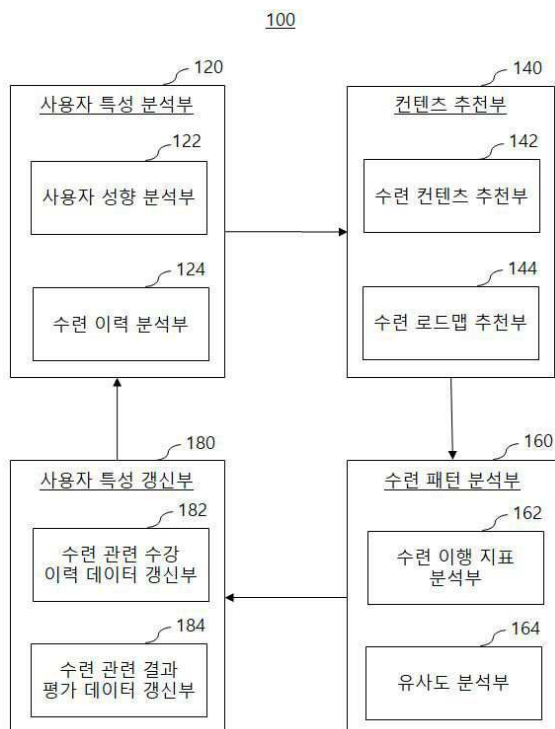 100
120
사용자 특성 분석부
122
사용자 성향 분석부
124
수련 이력 분석부
140
컨텐츠 추천부
142
수련 컨텐츠 추천부
144
수련 로드맵 추천부
180
사용자 특성 갱신부
182
수련 관련 수강
이력 데이터 갱신부
184
수련 관련 결과
평가 데이터 갱신부
160
수련 패턴 분석부
162
수련 이행 지표
분석부
164
유사도 분석부